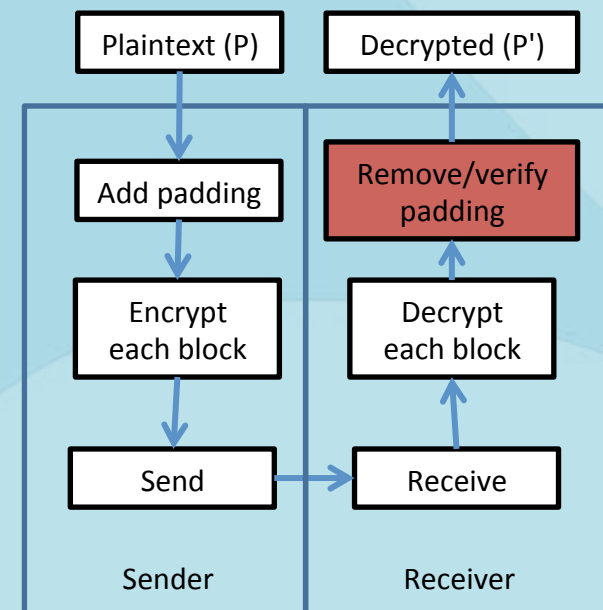 Plaintext (P)
Decrypted (P')
Add padding
Remove/verify
padding
Encrypt
each block
Decrypt
each block
Send
Receive
Sender
Receiver